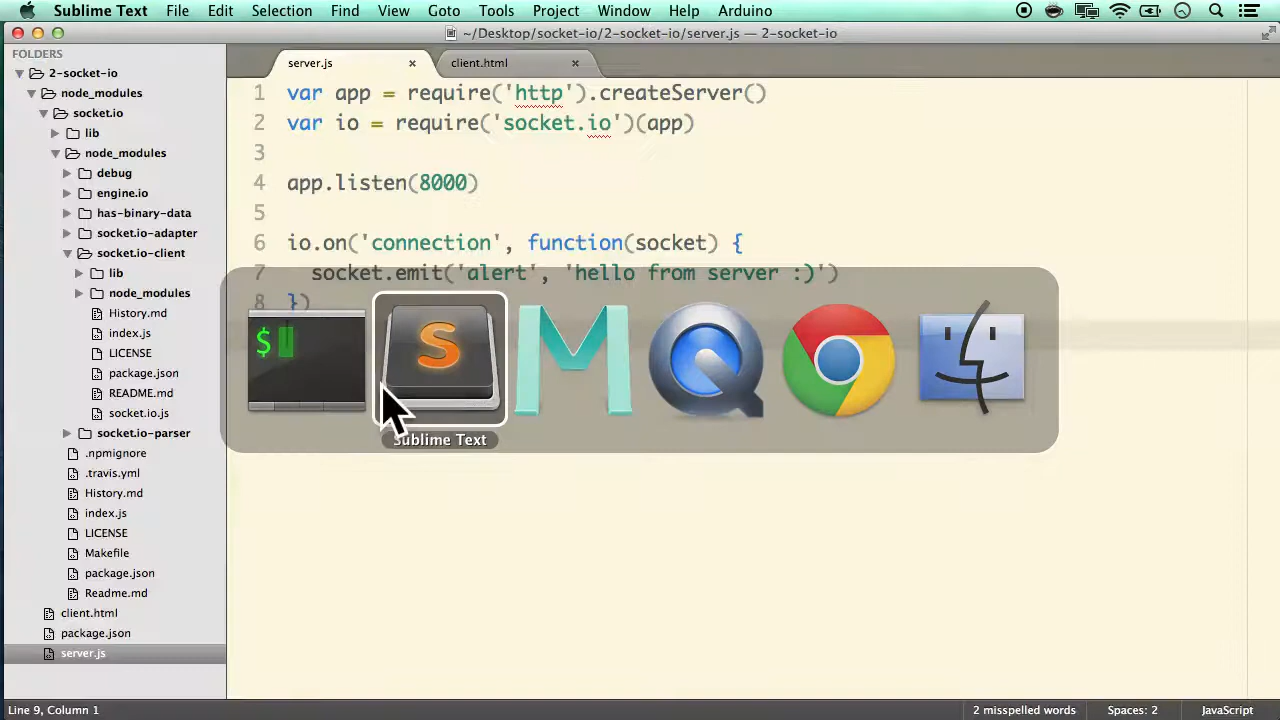 Sublime Text File Edit Selection Find View Goto Tools Project Window Help Arduino
~/Desktop/socket-io/2-socket-io/server.js — 2-socket-io
FOLDERS
2-socket-io
node_modules
socket.io
lib
node_modules
debug
engine.io
has-binary-data
socket.io-adapter
socket.io-client
lib
node_modules
History.md
index.js
LICENSE
package.json
README.md
socket.io.js
socket.io-parser
.npmignore
.travis.yml
History.md
index.js
LICENSE
Makefile
package.json
Readme.md
client.html
package.json
server.js
server.js client.html
1 var app = require('http').createServer()
2 var io = require('socket.io')(app)
3
4 app.listen(8000)
5
6 io.on('connection', function(socket) {
7 socket.emit('alert', 'hello from server :)')
8 })
$
S
Sublime Text
Line 9, Column 1 2 misspelled words Spaces: 2 JavaScript